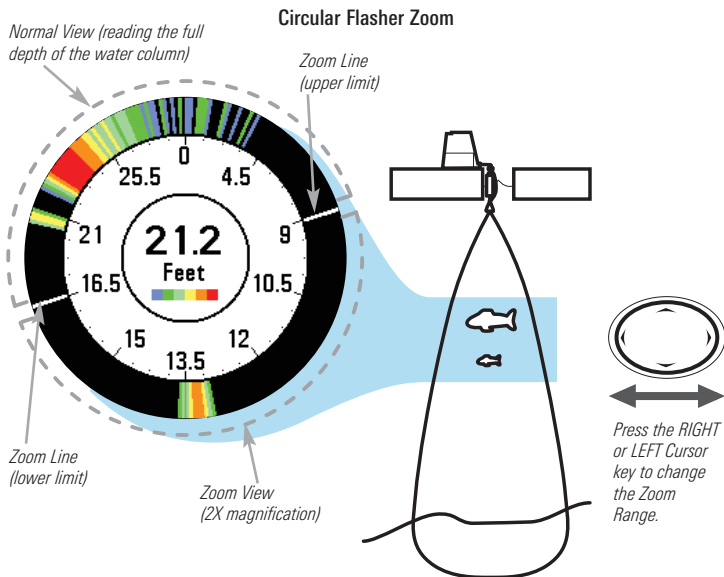 Circular Flasher Zoom
Normal View (reading the full
depth of the water column)
Zoom Line
(upper limit)
0
4.5
9
10.5
12
13.5
15
16.5
21
25.5
21.2
Feet
Zoom Line
(lower limit)
Zoom View
(2X magnification)
Press the RIGHT
or LEFT Cursor
key to change
the Zoom
Range.